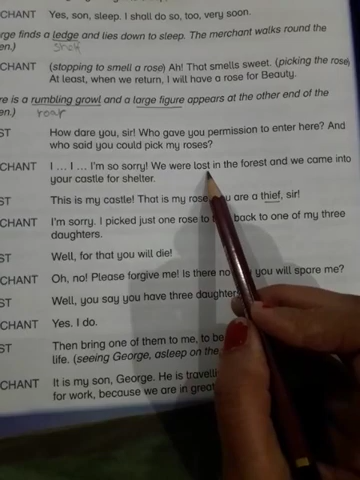 CHANT Yes, son, sleep. I shall do so, too, very soon.
rge finds a ledge and lies down to sleep. The merchant walks round the
en.) shelf
CHANT (stopping to smell a rose) Ah! That smells sweet. (picking the rose)
At least, when we return, I will have a rose for Beauty.
re is a rumbling growl and a large figure appears at the other end of the
en.) roar
ST How dare you, sir! Who gave you permission to enter here? And
who said you could pick my roses?
CHANT I ... I ... I'm so sorry! We were lost in the forest and we came into
your castle for shelter.
ST This is my castle! That is my rose, you are a thief, sir!
CHANT I'm sorry. I picked just one rose to back to one of my three
daughters.
ST Well, for that you will die!
CHANT Oh, no! Please forgive me! Is there no you will spare me?
ST Well, you say you have three daughters
CHANT Yes. I do.
ST Then bring one of them to me, to be
life. (seeing George, asleep on the
CHANT It is my son, George. He is travelli
for work, because we are in great